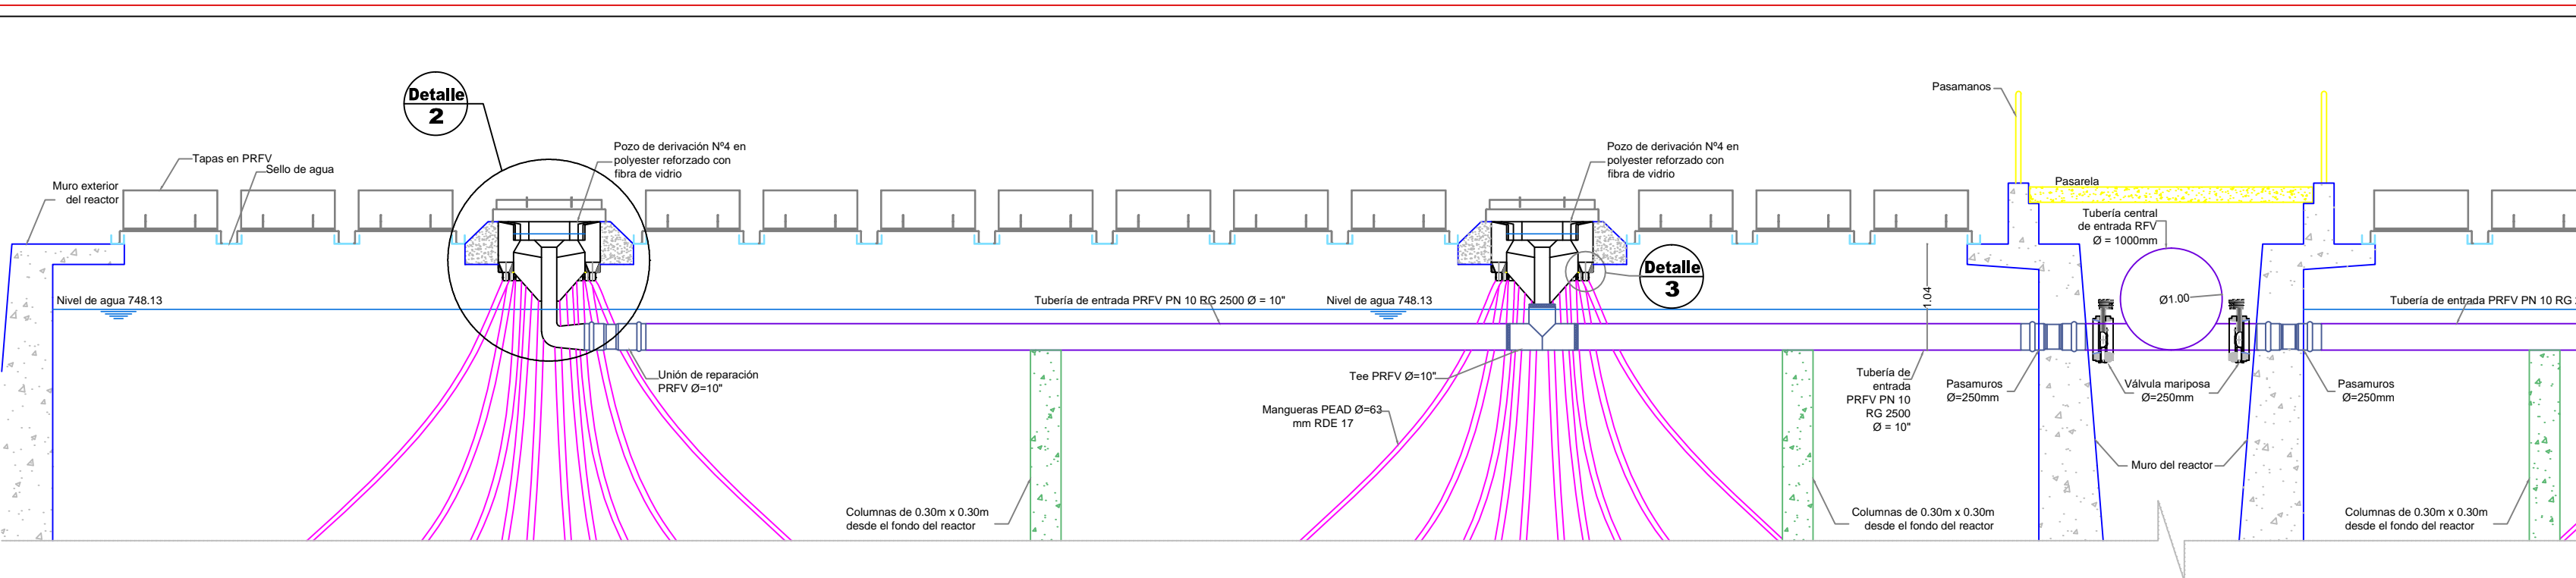 Detalle
2
Tapas en PRFV
Sello de agua
Muro exterior
del reactor
Pozo de derivación Nº4 en
polyester reforzado con
fibra de vidrio
Pozo de derivación Nº4 en
polyester reforzado con
fibra de vidrio
Detalle
3
Pasamanos
Pasarela
Tubería central
de entrada RFV
Ø = 1000mm
Ø1.00
Nivel de agua 748.13
Tubería de entrada PRFV PN 10 RG 2500 Ø = 10"
Nivel de agua 748.13
1.04
Tubería de entrada PRFV PN 10 RG
Unión de reparación
PRFV Ø=10"
Tee PRFV Ø=10"
Mangueras PEAD Ø=63
mm RDE 17
Tubería de
entrada
PRFV PN 10
RG 2500
Ø = 10"
Pasamuros
Ø=250mm
Válvula mariposa
Ø=250mm
Pasamuros
Ø=250mm
Muro del reactor
Columnas de 0.30m x 0.30m
desde el fondo del reactor
Columnas de 0.30m x 0.30m
desde el fondo del reactor
Columnas de 0.30m x 0.30m
desde el fondo del reactor